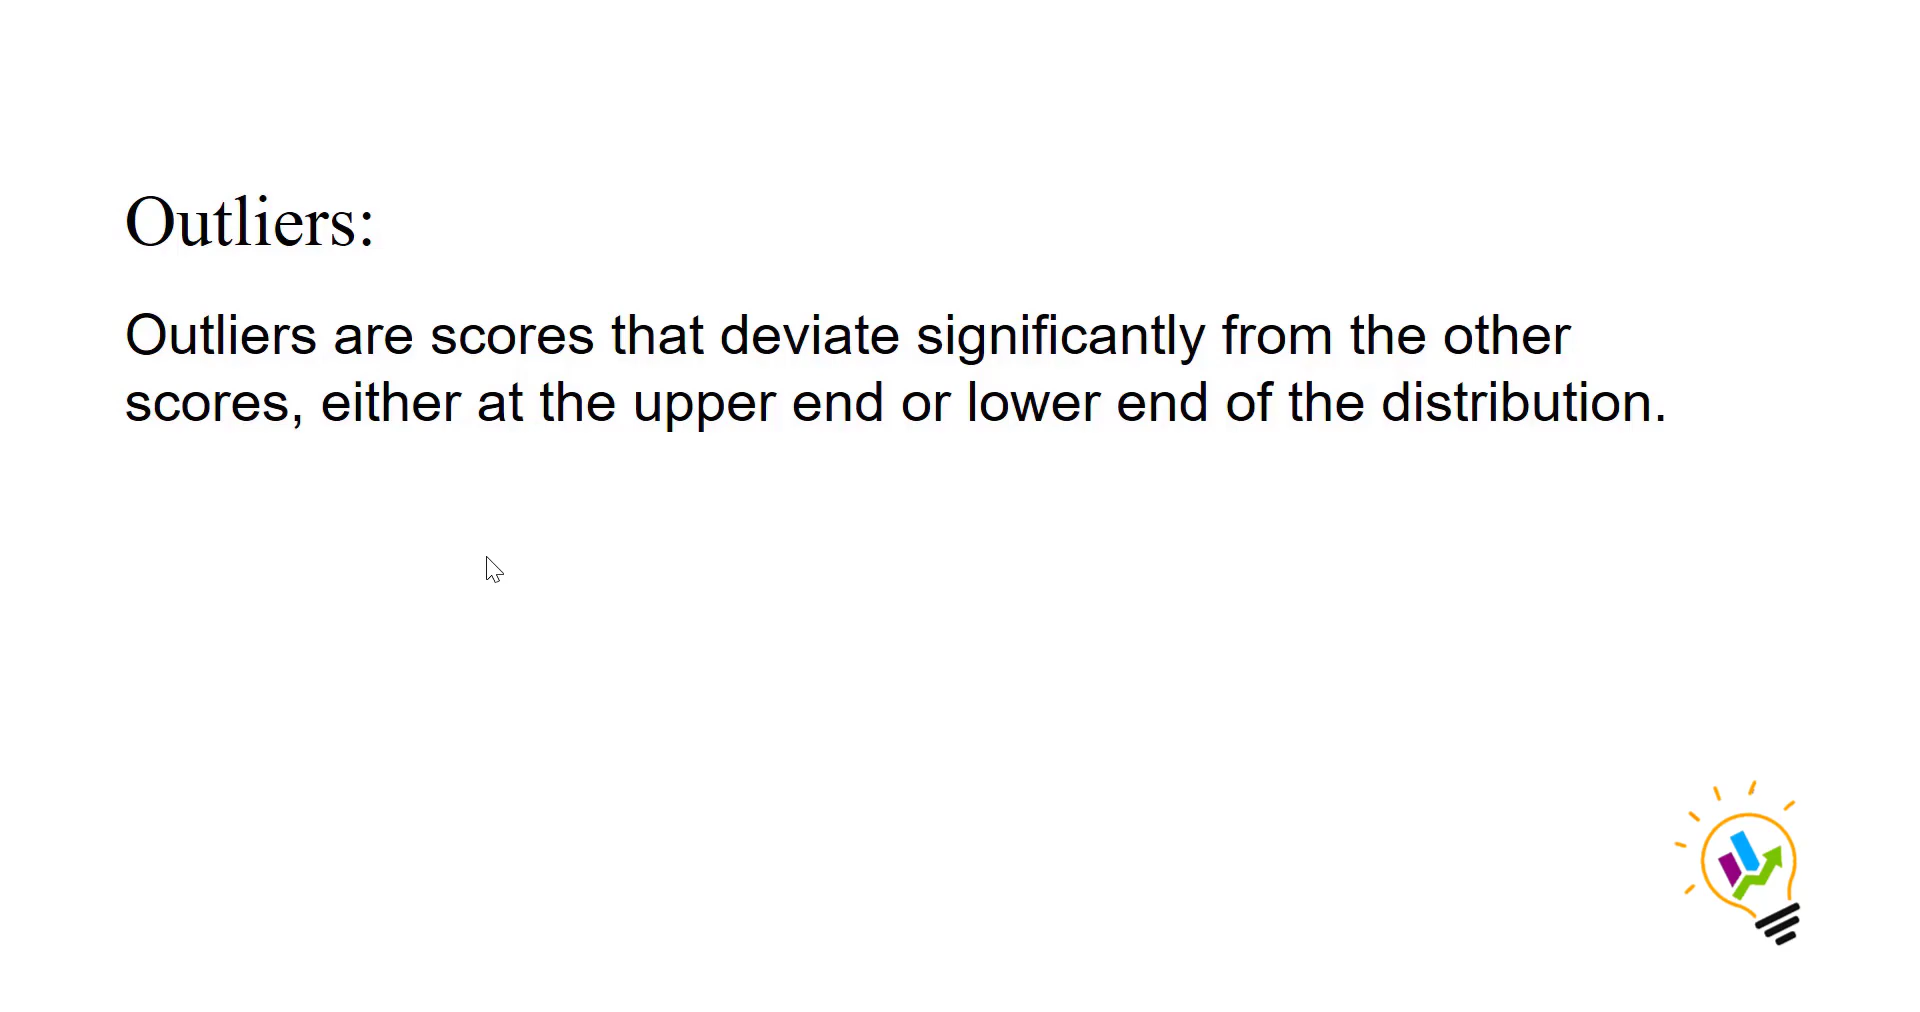 Outliers:
Outliers are scores that deviate significantly from the other
scores, either at the upper end or lower end of the distribution.